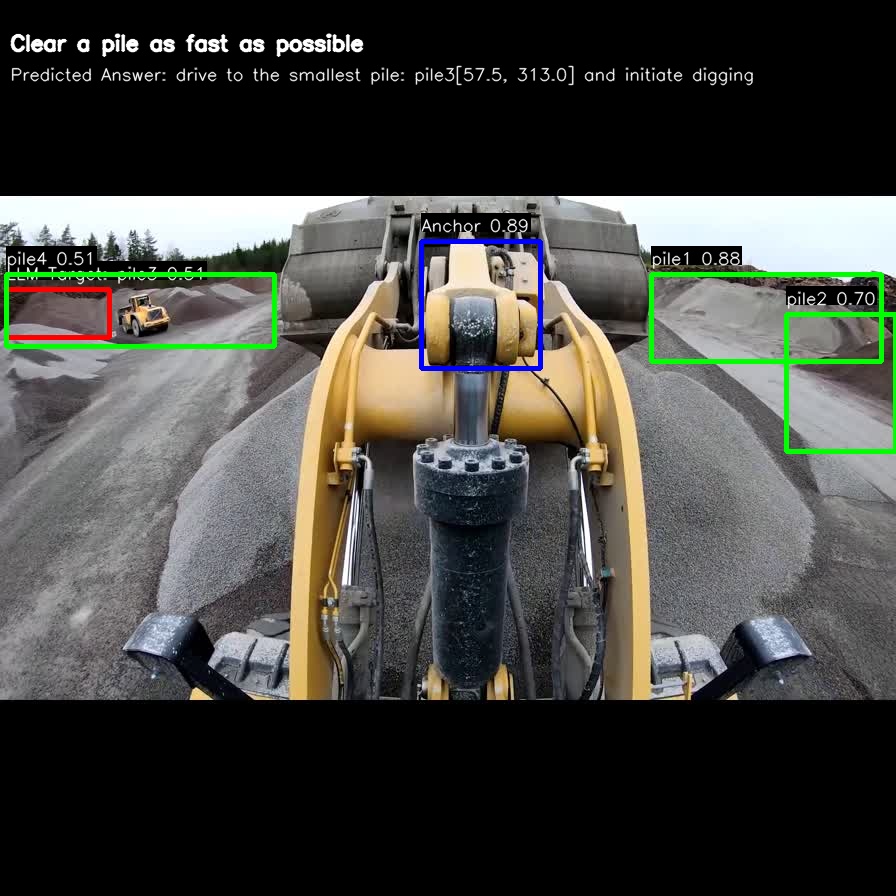 Clear a pile as fast as possible
Predicted Answer: drive to the smallest pile: pile3[57.5, 313.0] and initiate digging
Anchor 0.89
pile4 0.51
LLM Target: pile3 0.51
pile1 0.88
pile2 0.70